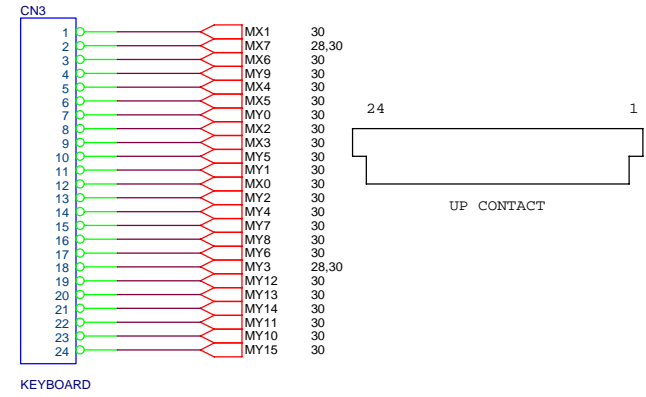 CN3
1 MX1 30
2 MX7 28,30
3 MX6 30
4 MY9 30
5 MX4 30
6 MX5 30
7 MY0 30
8 MX2 30
9 MX3 30
10 MY5 30
11 MY1 30
12 MX0 30
13 MY2 30
14 MY4 30
15 MY7 30
16 MY8 30
17 MY6 30
18 MY3 28,30
19 MY12 30
20 MY13 30
21 MY14 30
22 MY11 30
23 MY10 30
24 MY15 30
KEYBOARD
24 1
UP CONTACT